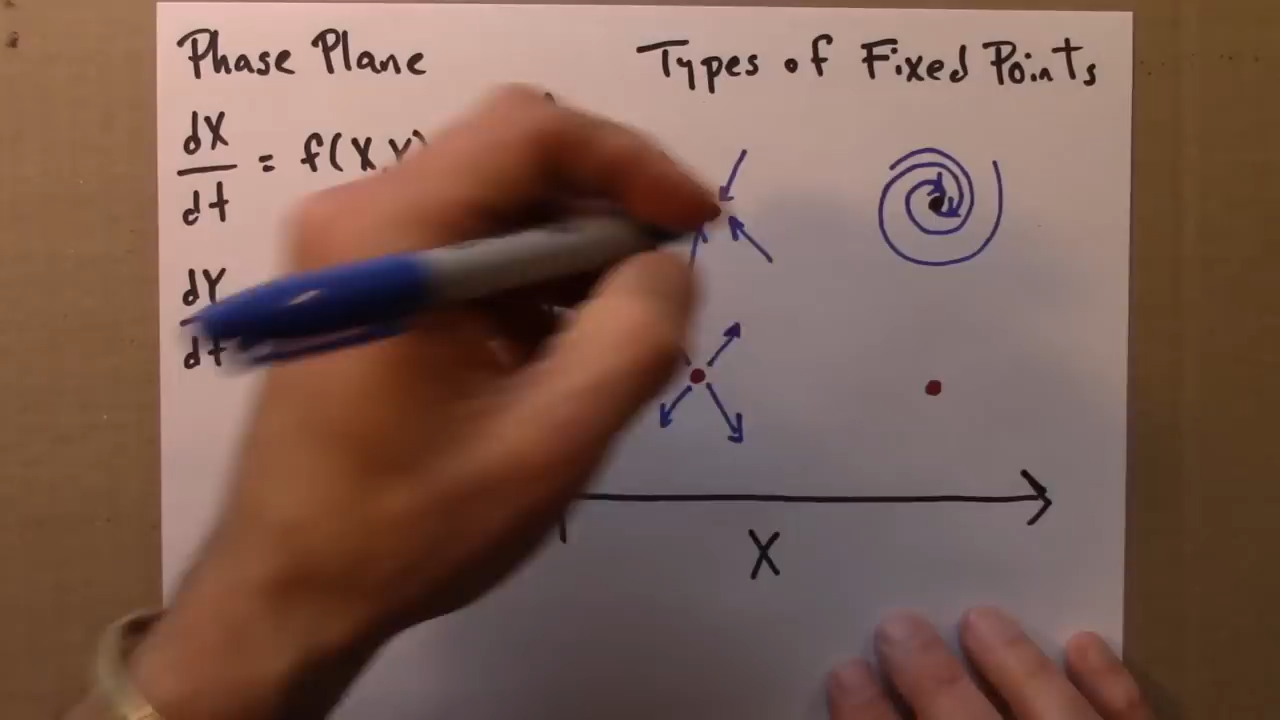 Phase Plane
Types of Fixed Points
dX
dt
= f(X,Y)
dY
dt
X